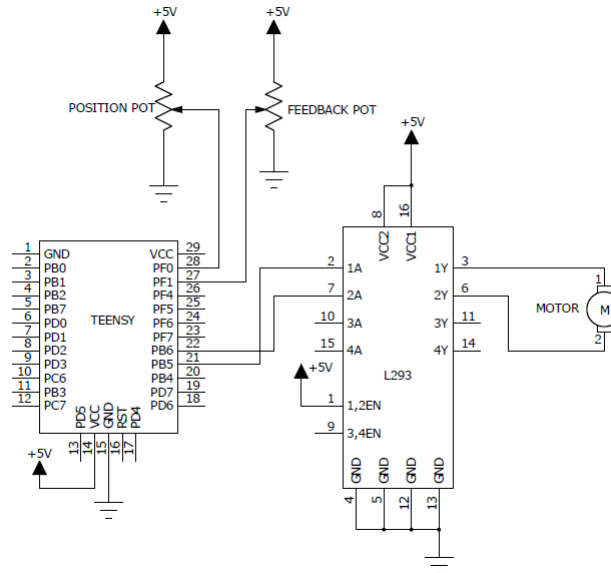 +5V +5V
POSITION POT FEEDBACK POT
+5V
8 16
VCC2 VCC1
1 GND VCC 29
2 PB0 PF0 28
3 PB1 PF1 27
4 PB2 PF4 26
5 PB7 PF5 25
6 PD0 TEENSY PF6 24
7 PD1 PF7 23
8 PD2 PB6 22
9 PD3 PB5 21
10 PC6 PB4 20
11 PB3 PD7 19
12 PC7 PD6 18
PD5 VCC GND RST PD4
13 14 15 16 17
+5V
2 1A 1Y 3
7 2A 2Y 6
10 3A 3Y 11
15 4A 4Y 14
L293
+5V
1 1,2EN
9 3,4EN
GND GND GND GND
4 5 12 13
1
MOTOR M
2